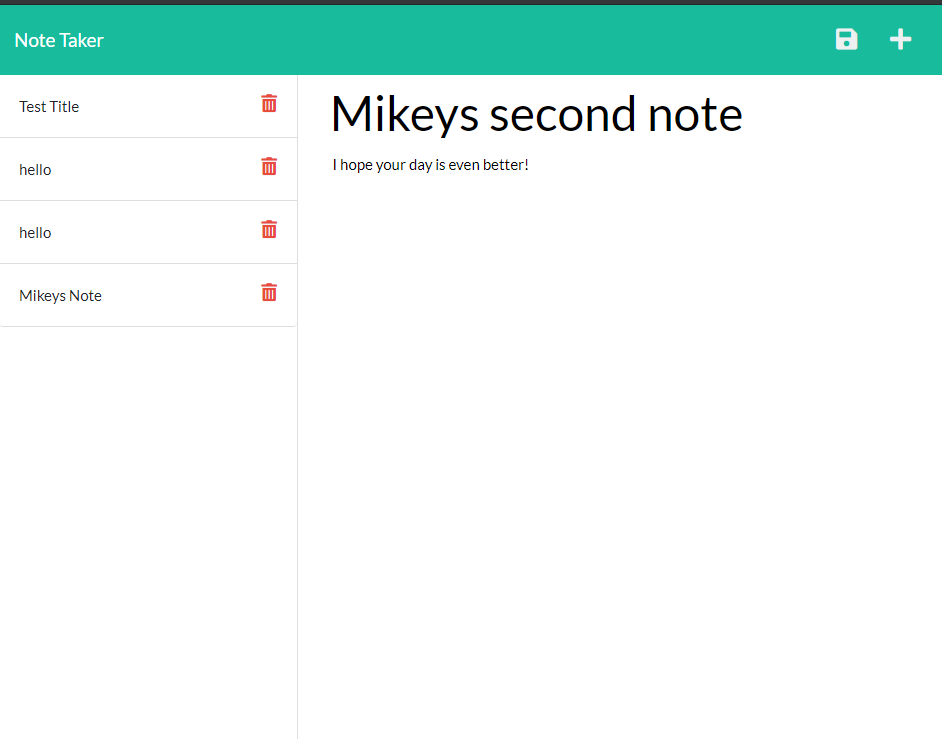 Note Taker
Test Title
hello
hello
Mikeys Note
Mikeys second note
I hope your day is even better!